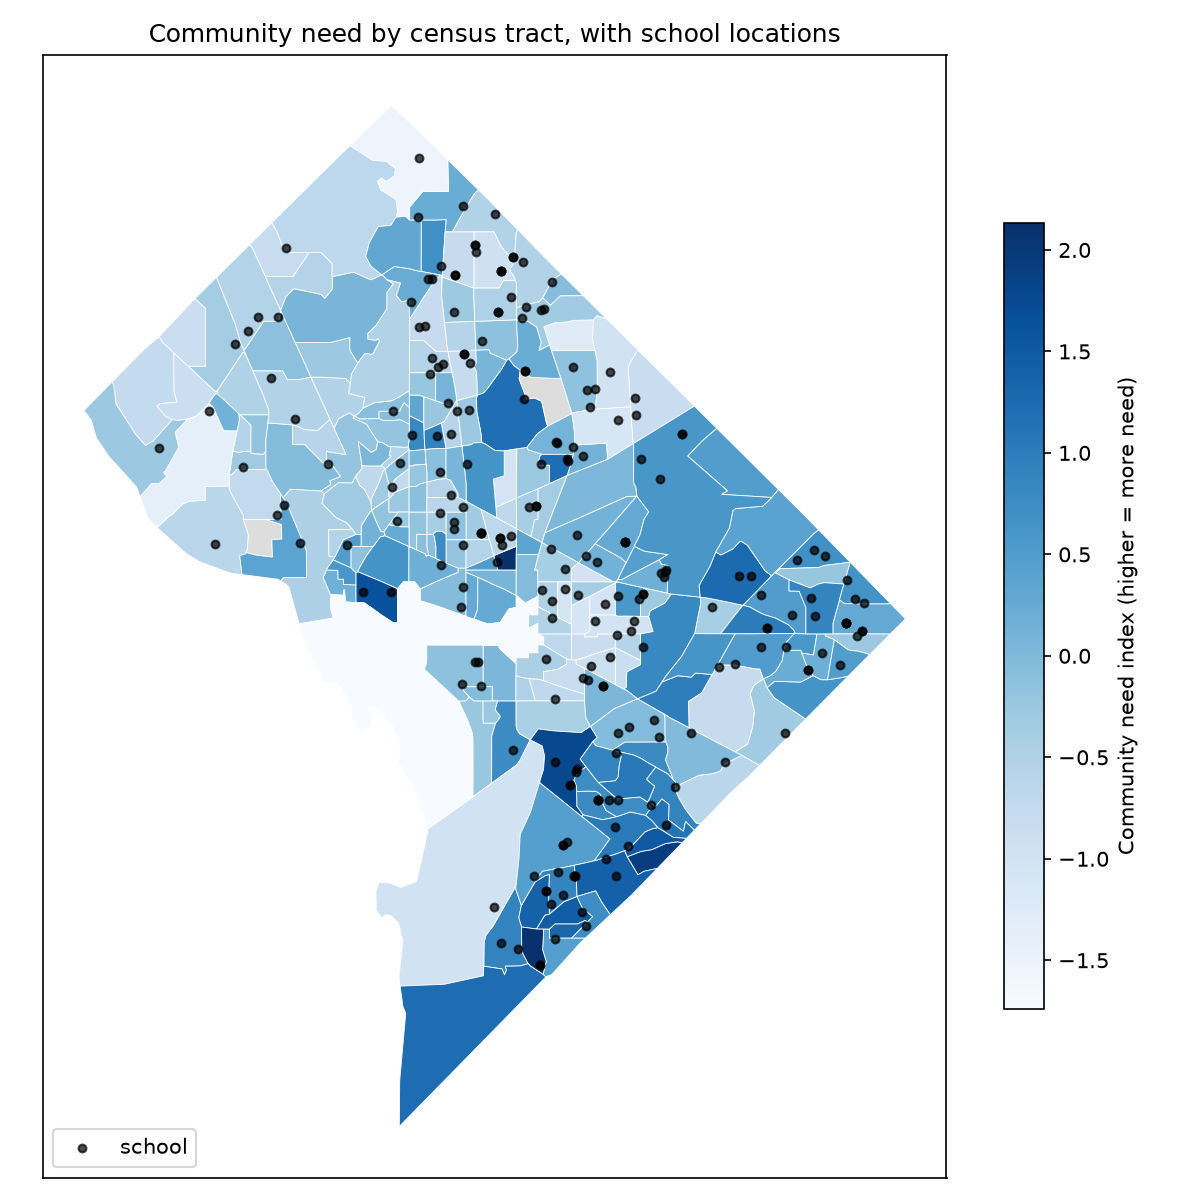 Community need by census tract, with school locations
2.0
1.5
1.0
0.5
0.0
−0.5
−1.0
−1.5
Community need index (higher = more need)
school